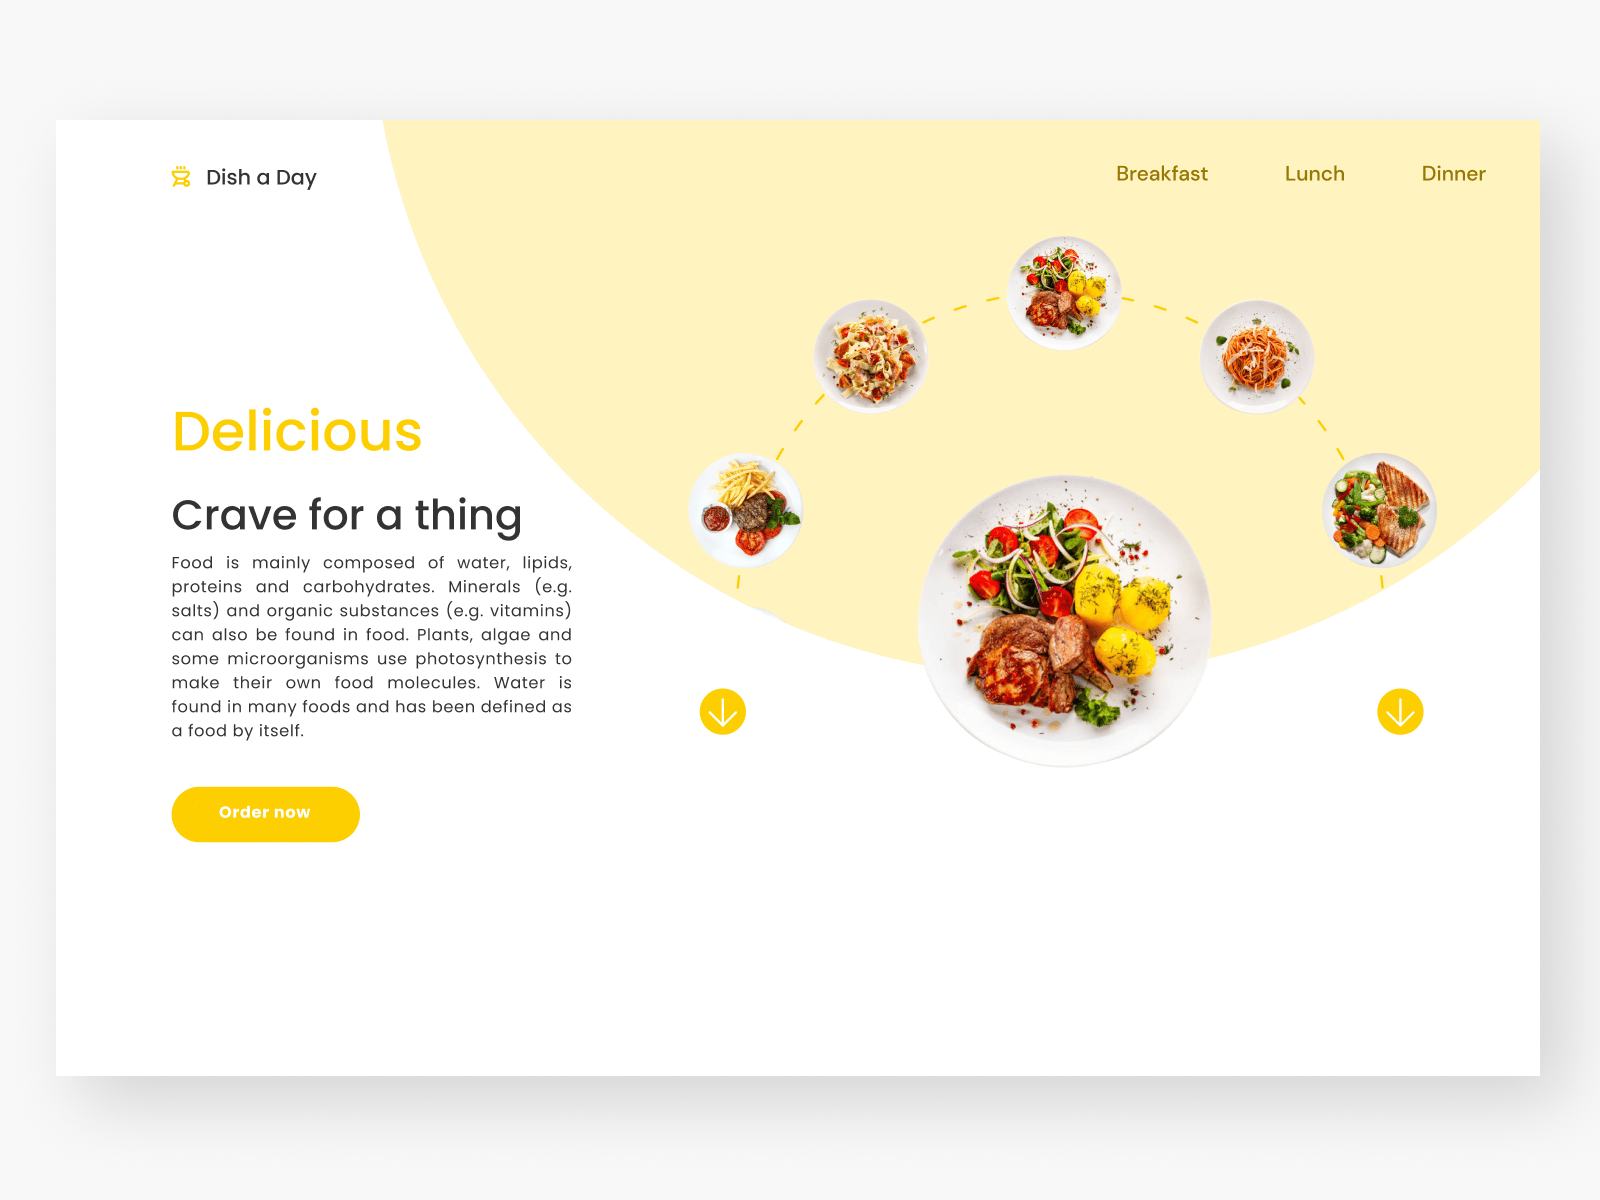 Dish a Day
Breakfast
Lunch
Dinner
Delicious
Crave for a thing
Food is mainly composed of water, lipids,
proteins and carbohydrates. Minerals (e.g.
salts) and organic substances (e.g. vitamins)
can also be found in food. Plants, algae and
some microorganisms use photosynthesis to
make their own food molecules. Water is
found in many foods and has been defined as
a food by itself.
Order now